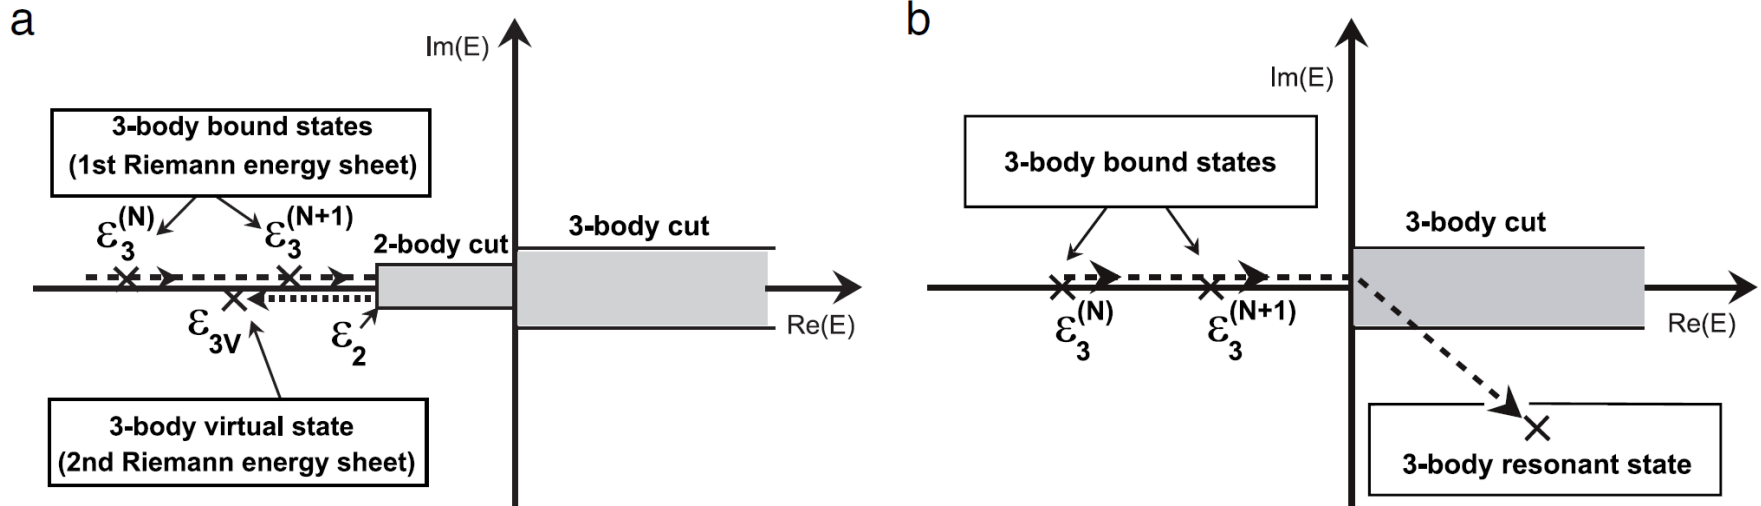 a
Im(E)
3-body bound states
(1st Riemann energy sheet)
ε₃^(N)
ε₃^(N+1)
2-body cut
3-body cut
ε₃V
ε₂
Re(E)
3-body virtual state
(2nd Riemann energy sheet)
b
Im(E)
3-body bound states
3-body cut
ε₃^(N)
ε₃^(N+1)
Re(E)
3-body resonant state